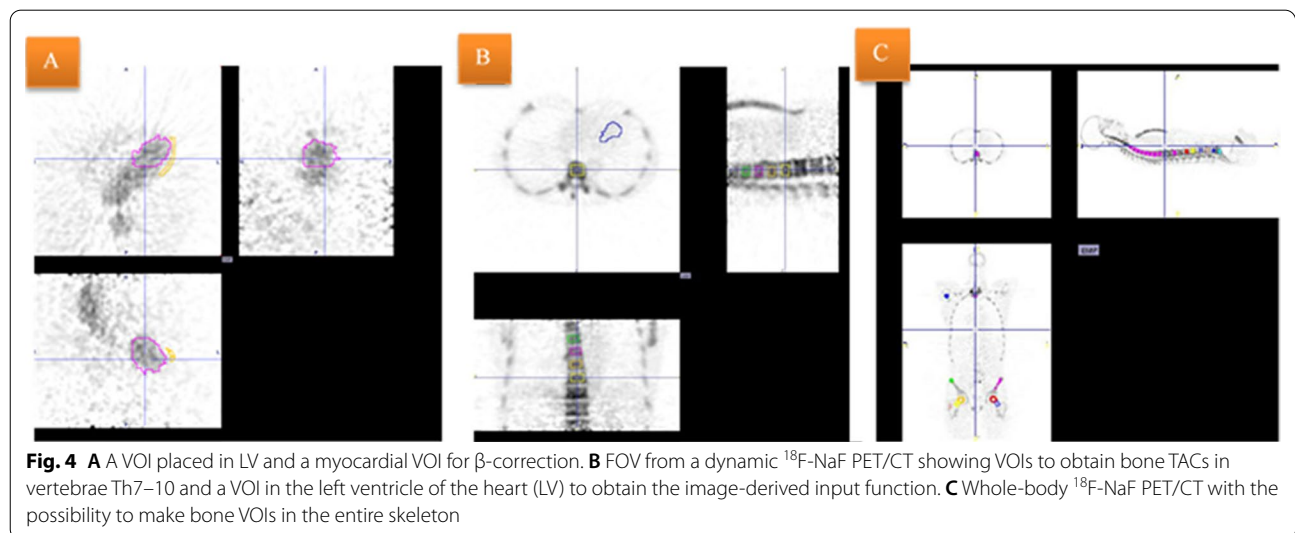 A
B
C
Fig. 4 A A VOI placed in LV and a myocardial VOI for β-correction. B FOV from a dynamic ¹⁸F-NaF PET/CT showing VOIs to obtain bone TACs in
vertebrae Th7–10 and a VOI in the left ventricle of the heart (LV) to obtain the image-derived input function. C Whole-body ¹⁸F-NaF PET/CT with the
possibility to make bone VOIs in the entire skeleton